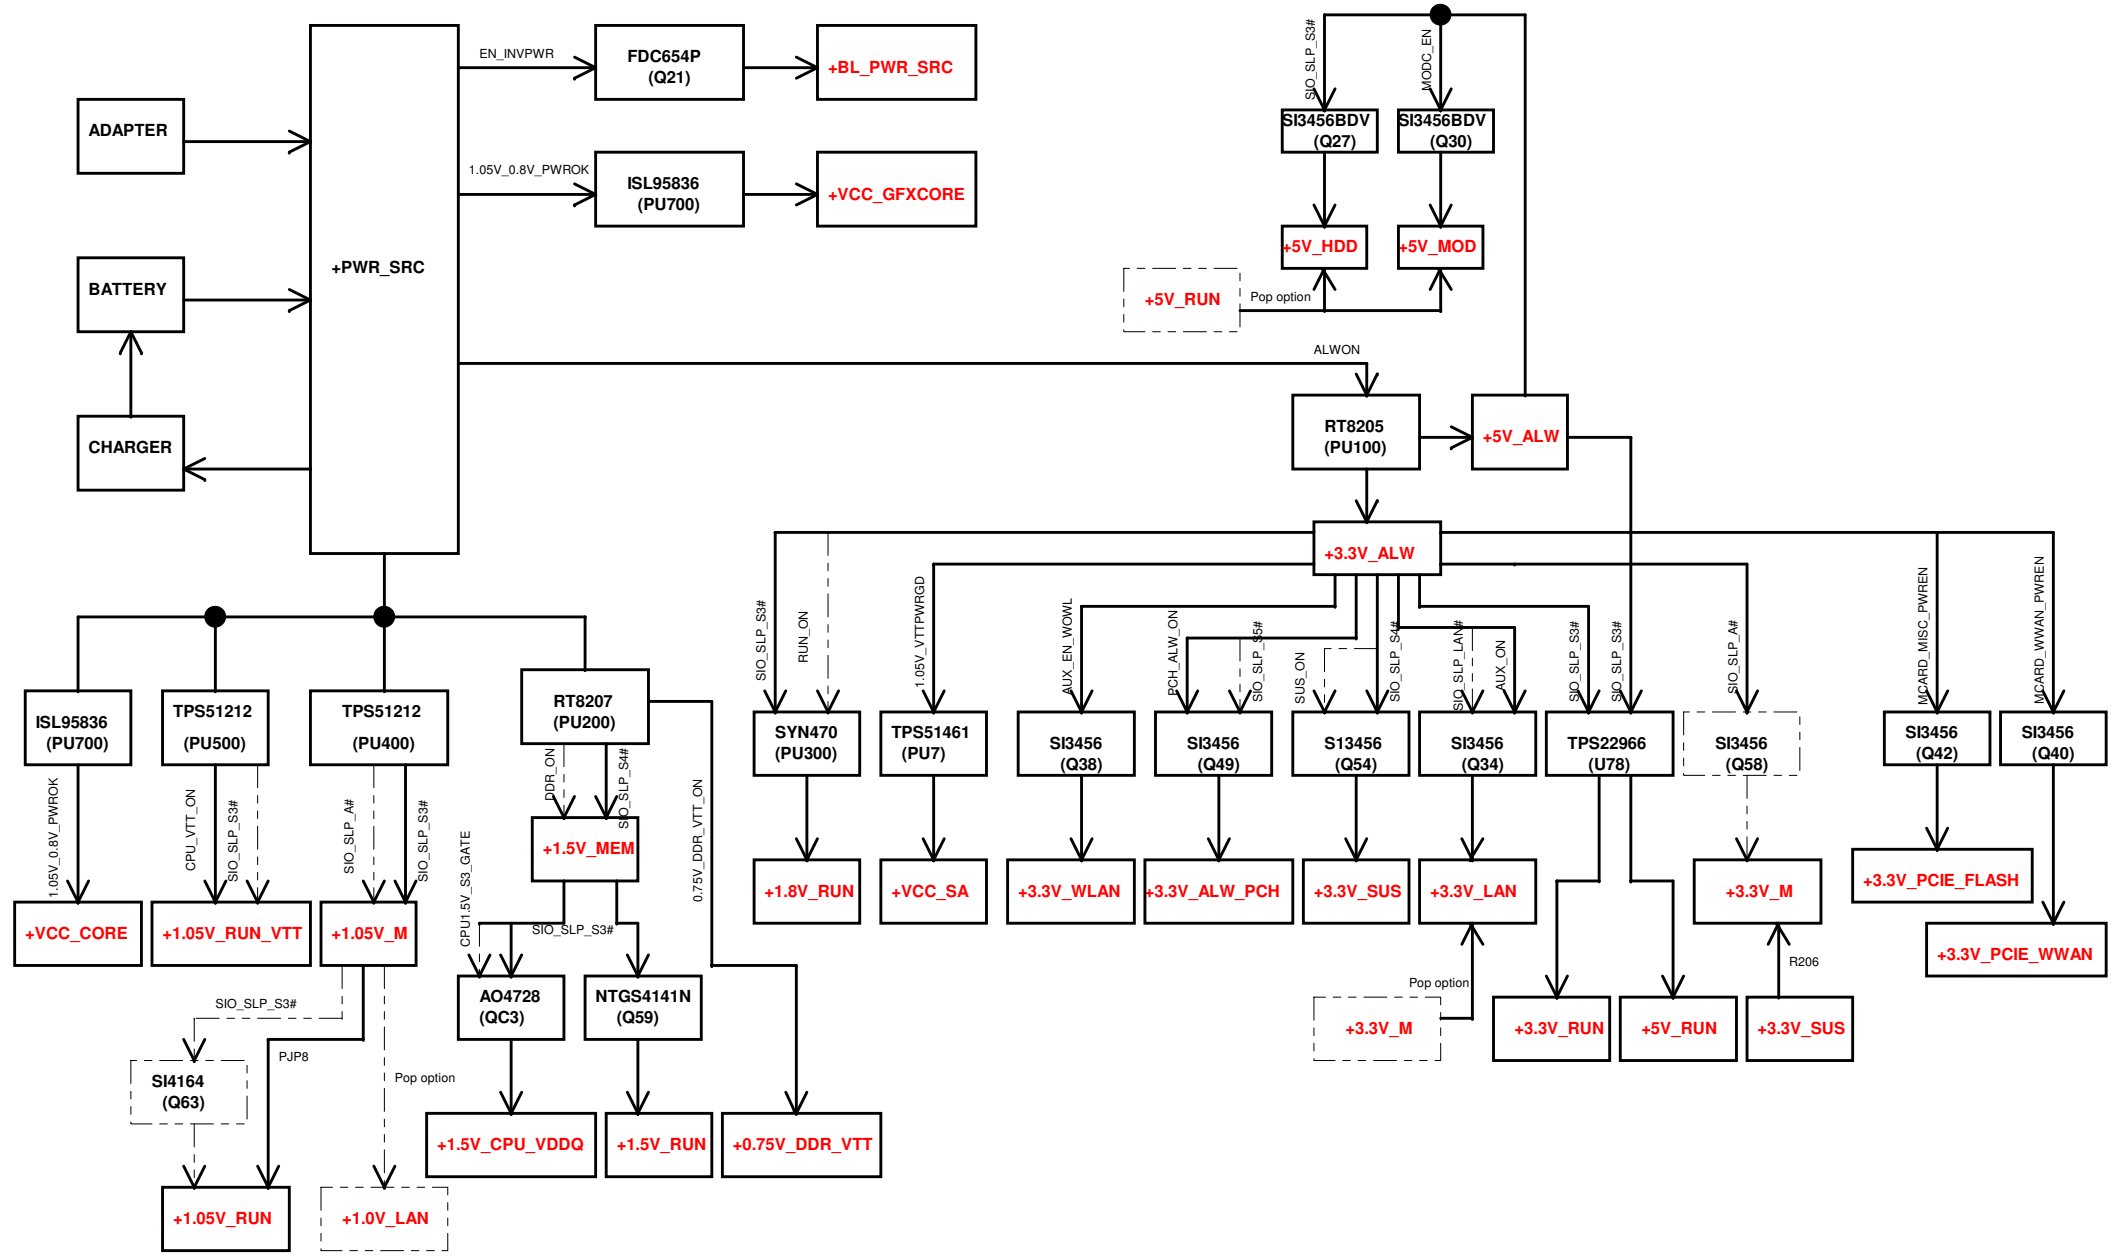 EN_INVPWR
FDC654P
(Q21)
+BL_PWR_SRC
ADAPTER
1.05V_0.8V_PWROK
ISL95836
(PU700)
+VCC_GFXCORE
+PWR_SRC
BATTERY
CHARGER
SIO_SLP_S3#
MODC_EN
SI3456BDV
(Q27)
SI3456BDV
(Q30)
+5V_HDD
+5V_MOD
+5V_RUN
Pop option
ALWON
RT8205
(PU100)
+5V_ALW
+3.3V_ALW
SIO_SLP_S3#
RUN_ON
1.05V_VTTPWRGD
AUX_EN_WOWL
PCH_ALW_ON
SIO_SLP_S5#
SUS_ON
SIO_SLP_S4#
SIO_SLP_LAN#
AUX_ON
SIO_SLP_S3#
SIO_SLP_S3#
SIO_SLP_A#
MCARD_MISC_PWREN
MCARD_WWAN_PWREN
ISL95836
(PU700)
TPS51212
(PU500)
TPS51212
(PU400)
RT8207
(PU200)
SYN470
(PU300)
TPS51461
(PU7)
SI3456
(Q38)
SI3456
(Q49)
S13456
(Q54)
SI3456
(Q34)
TPS22966
(U78)
SI3456
(Q58)
SI3456
(Q42)
SI3456
(Q40)
1.05V_0.8V_PWROK
CPU_VTT_ON
SIO_SLP_S3#
SIO_SLP_A#
SIO_SLP_S3#
DDR_ON
SIO_SLP_S4#
0.75V_DDR_VTT_ON
+1.5V_MEM
+1.8V_RUN
+VCC_SA
+3.3V_WLAN
+3.3V_ALW_PCH
+3.3V_SUS
+3.3V_LAN
+3.3V_M
+3.3V_PCIE_FLASH
+3.3V_PCIE_WWAN
+VCC_CORE
+1.05V_RUN_VTT
+1.05V_M
CPU1.5V_S3_GATE
SIO_SLP_S3#
AO4728
(QC3)
NTGS4141N
(Q59)
R206
Pop option
+3.3V_M
+3.3V_RUN
+5V_RUN
+3.3V_SUS
SIO_SLP_S3#
PJP8
SI4164
(Q63)
Pop option
+1.5V_CPU_VDDQ
+1.5V_RUN
+0.75V_DDR_VTT
+1.05V_RUN
+1.0V_LAN